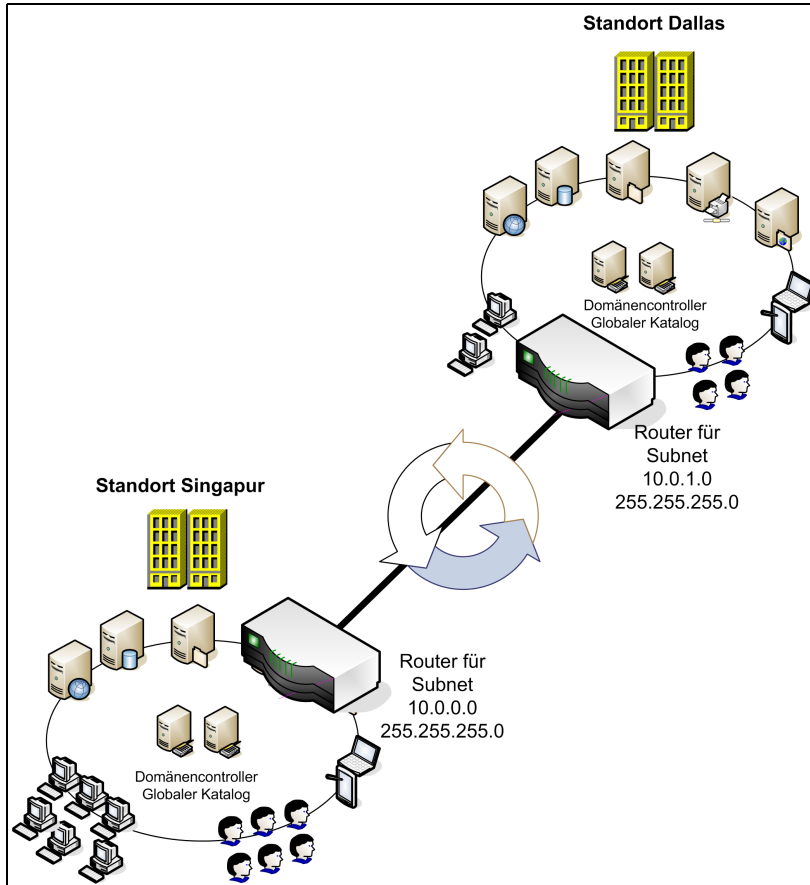 Standort Dallas
Domänencontroller
Globaler Katalog
Router für
Subnet
10.0.1.0
255.255.255.0
Standort Singapur
Router für
Subnet
10.0.0.0
255.255.255.0
Domänencontroller
Globaler Katalog